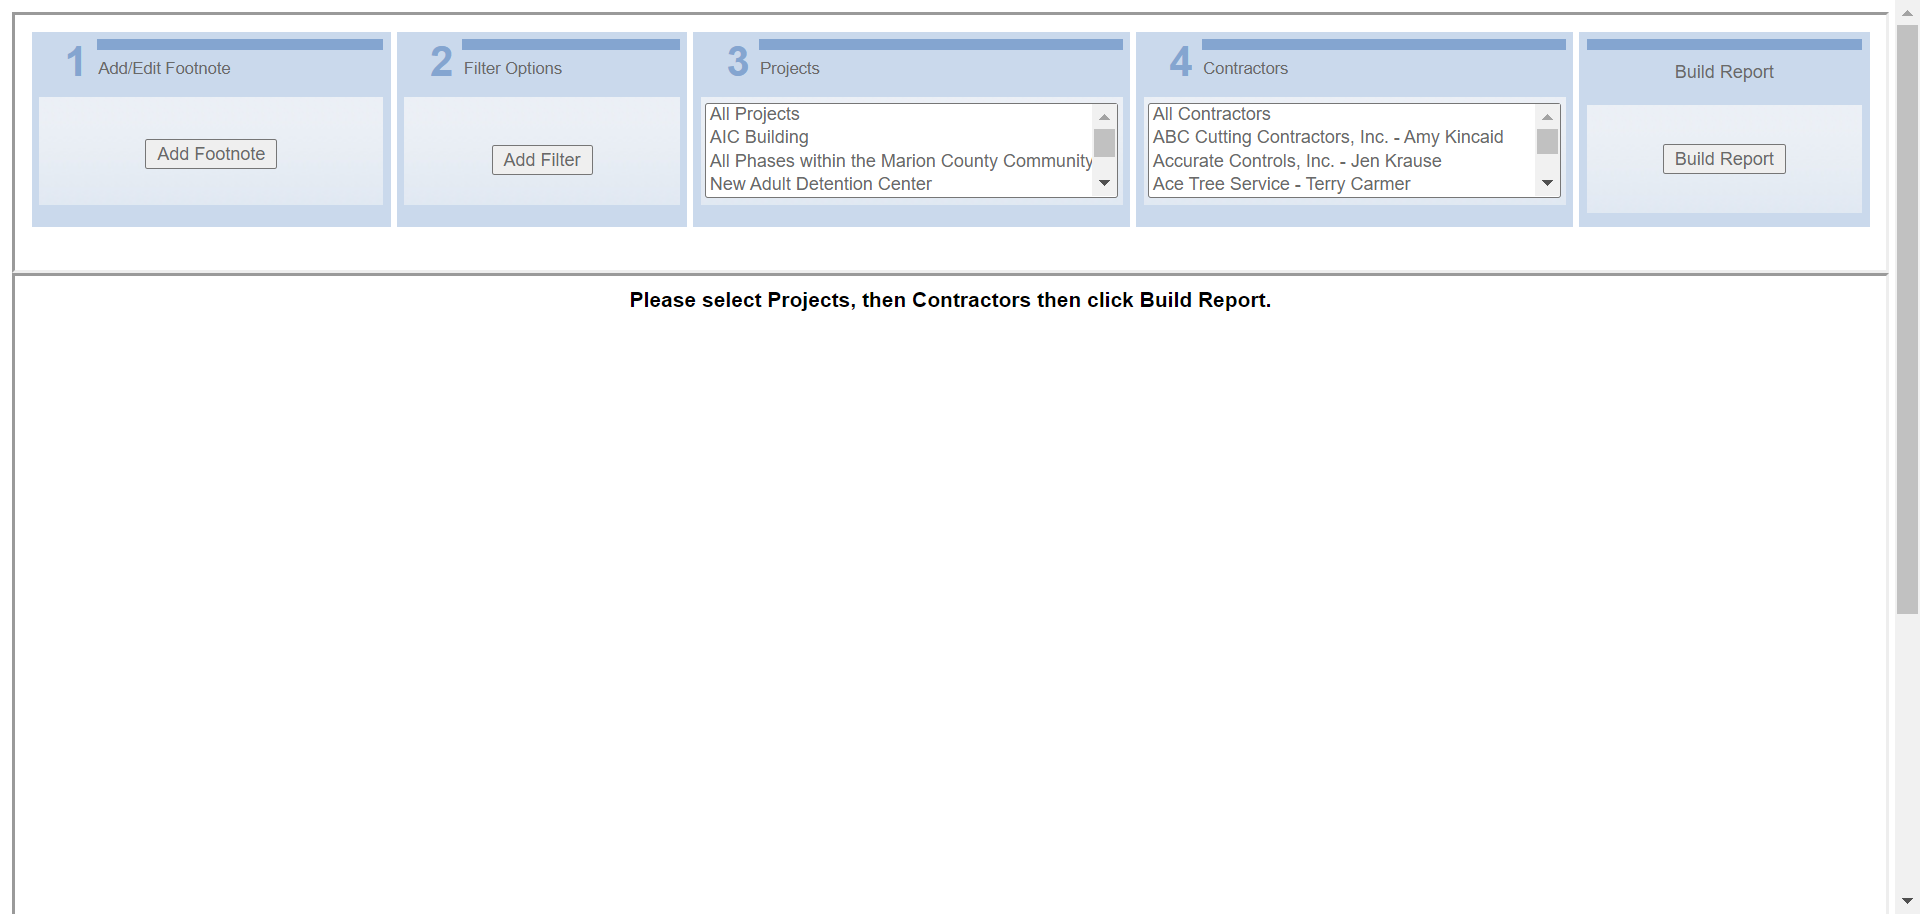 1 Add/Edit Footnote
Add Footnote
2 Filter Options
Add Filter
3 Projects
All Projects
AIC Building
All Phases within the Marion County Community
New Adult Detention Center
4 Contractors
All Contractors
ABC Cutting Contractors, Inc. - Amy Kincaid
Accurate Controls, Inc. - Jen Krause
Ace Tree Service - Terry Carmer
Build Report
Build Report
Please select Projects, then Contractors then click Build Report.